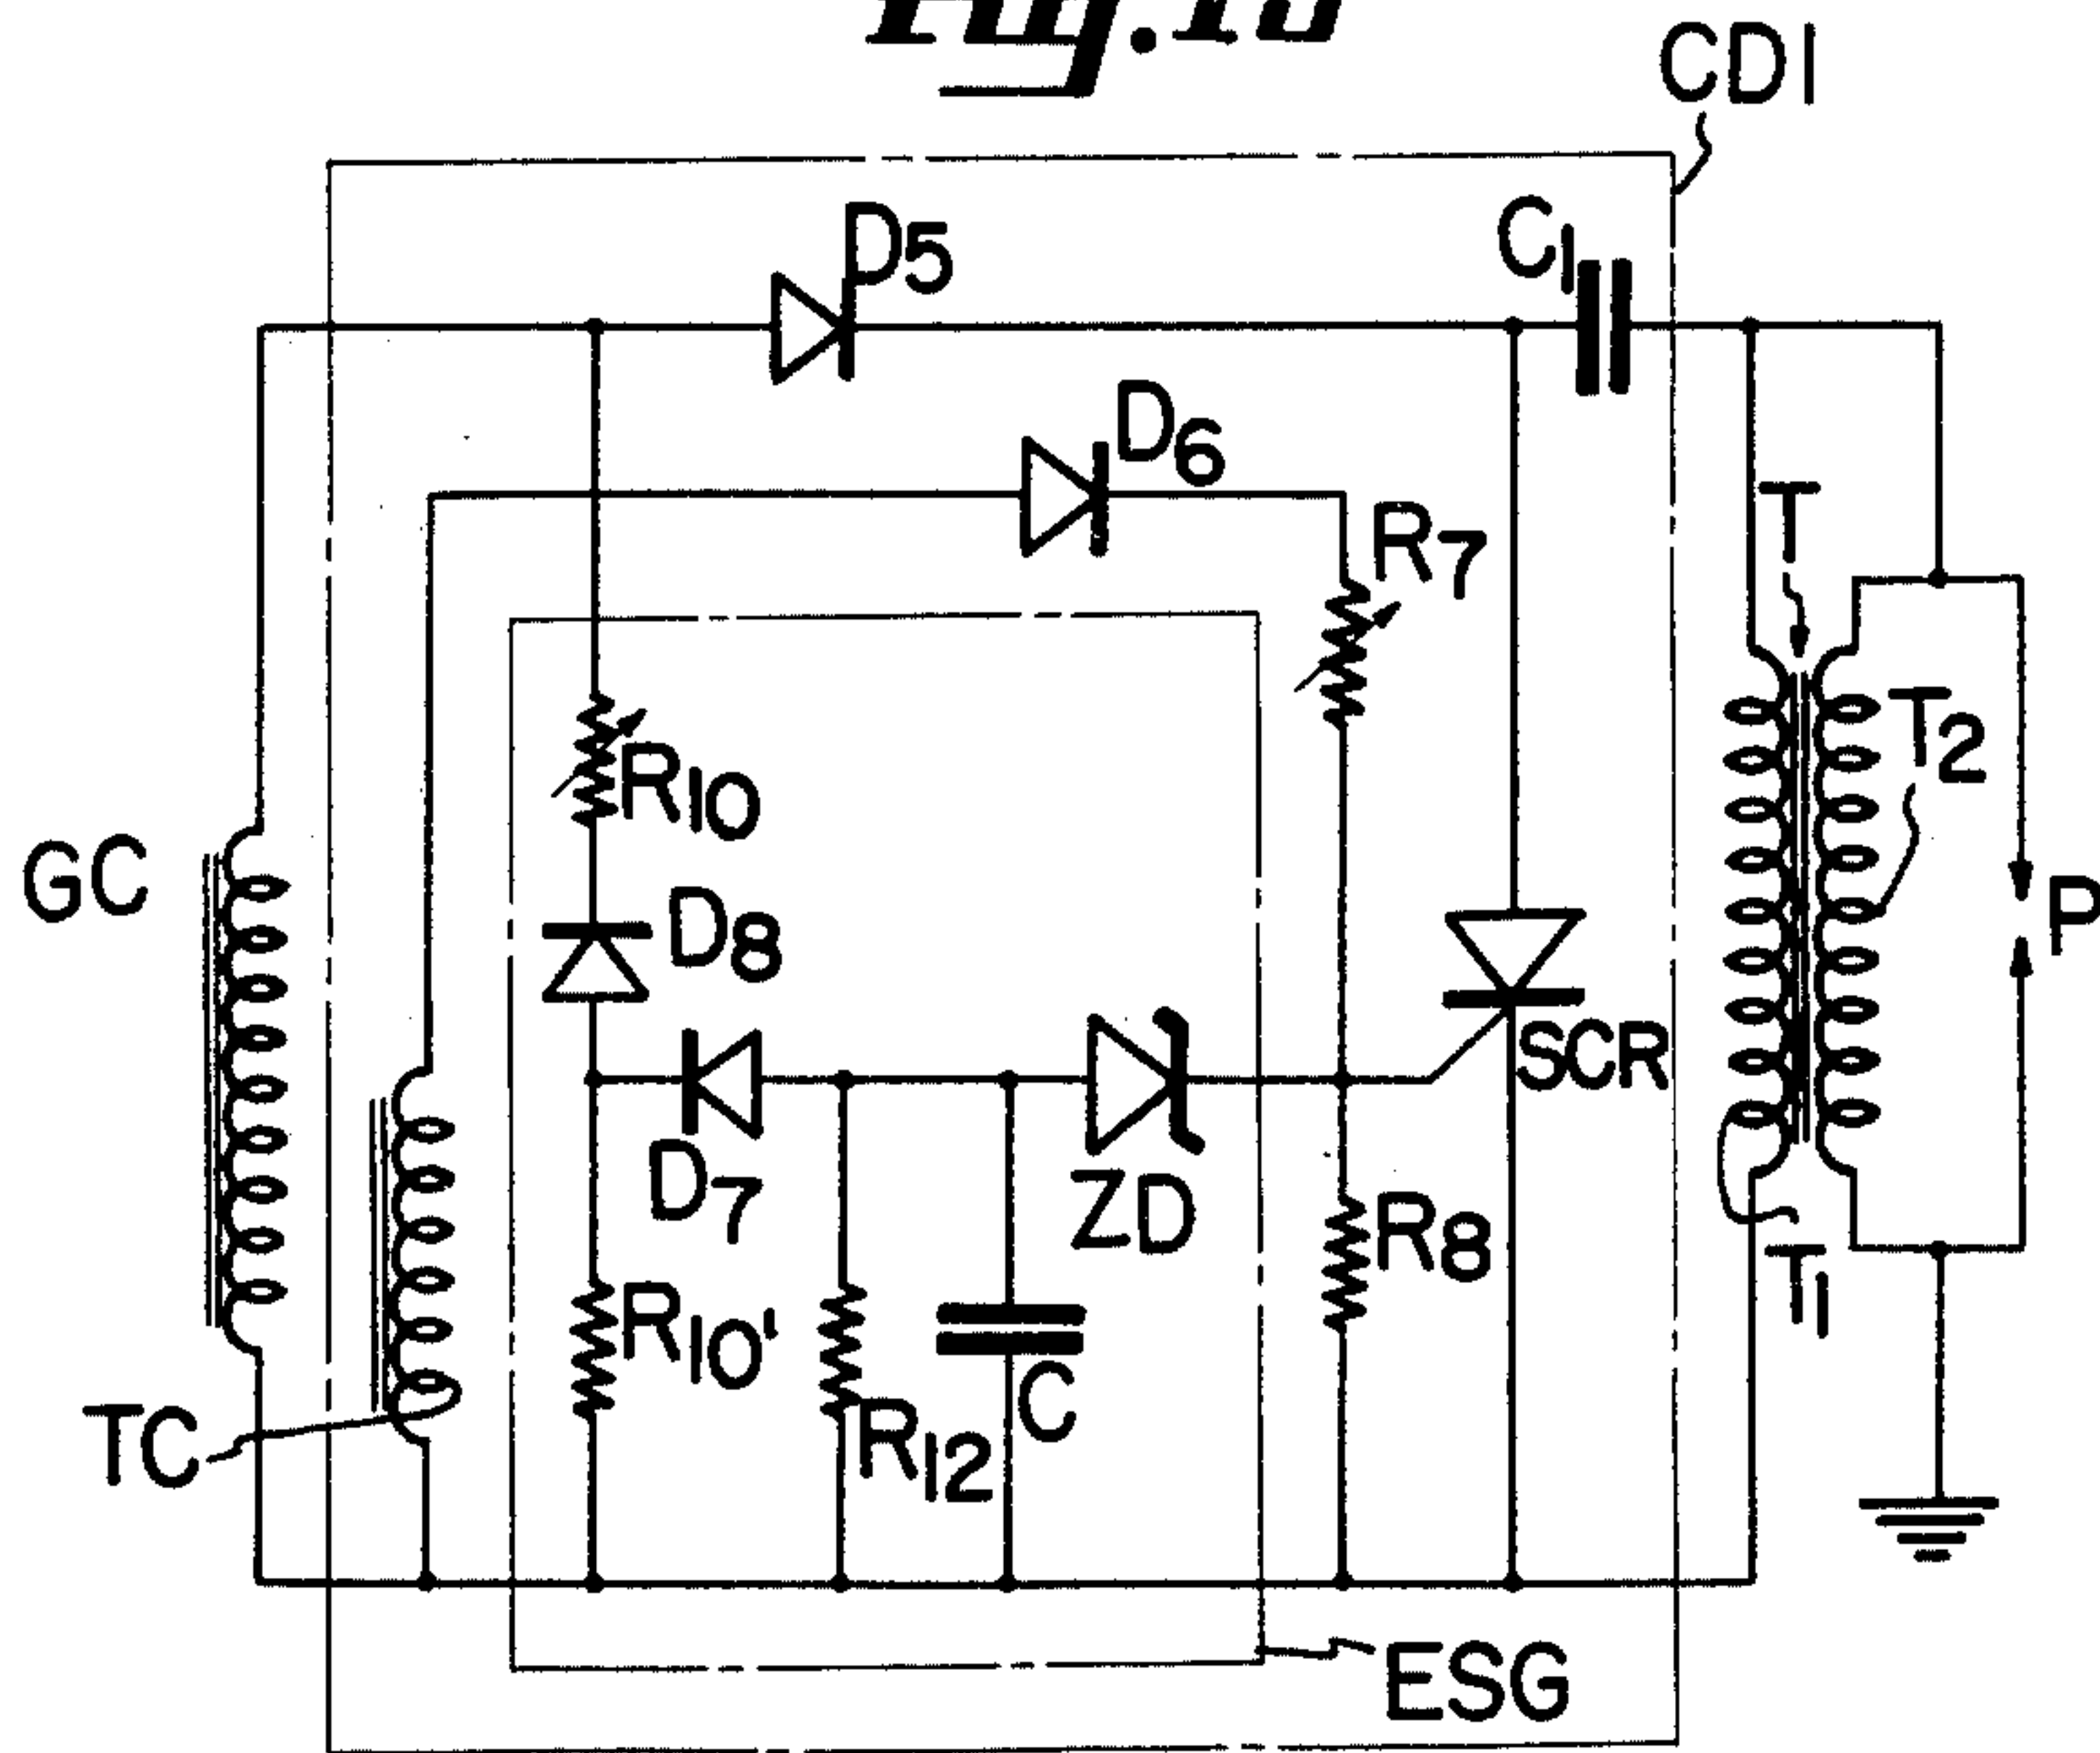 CDI
D5
C1
D6
R7
T
R10
T2
GC
D8
P
SCR
D7
ZD
R8
R10'
T1
C
TC
R12
ESG